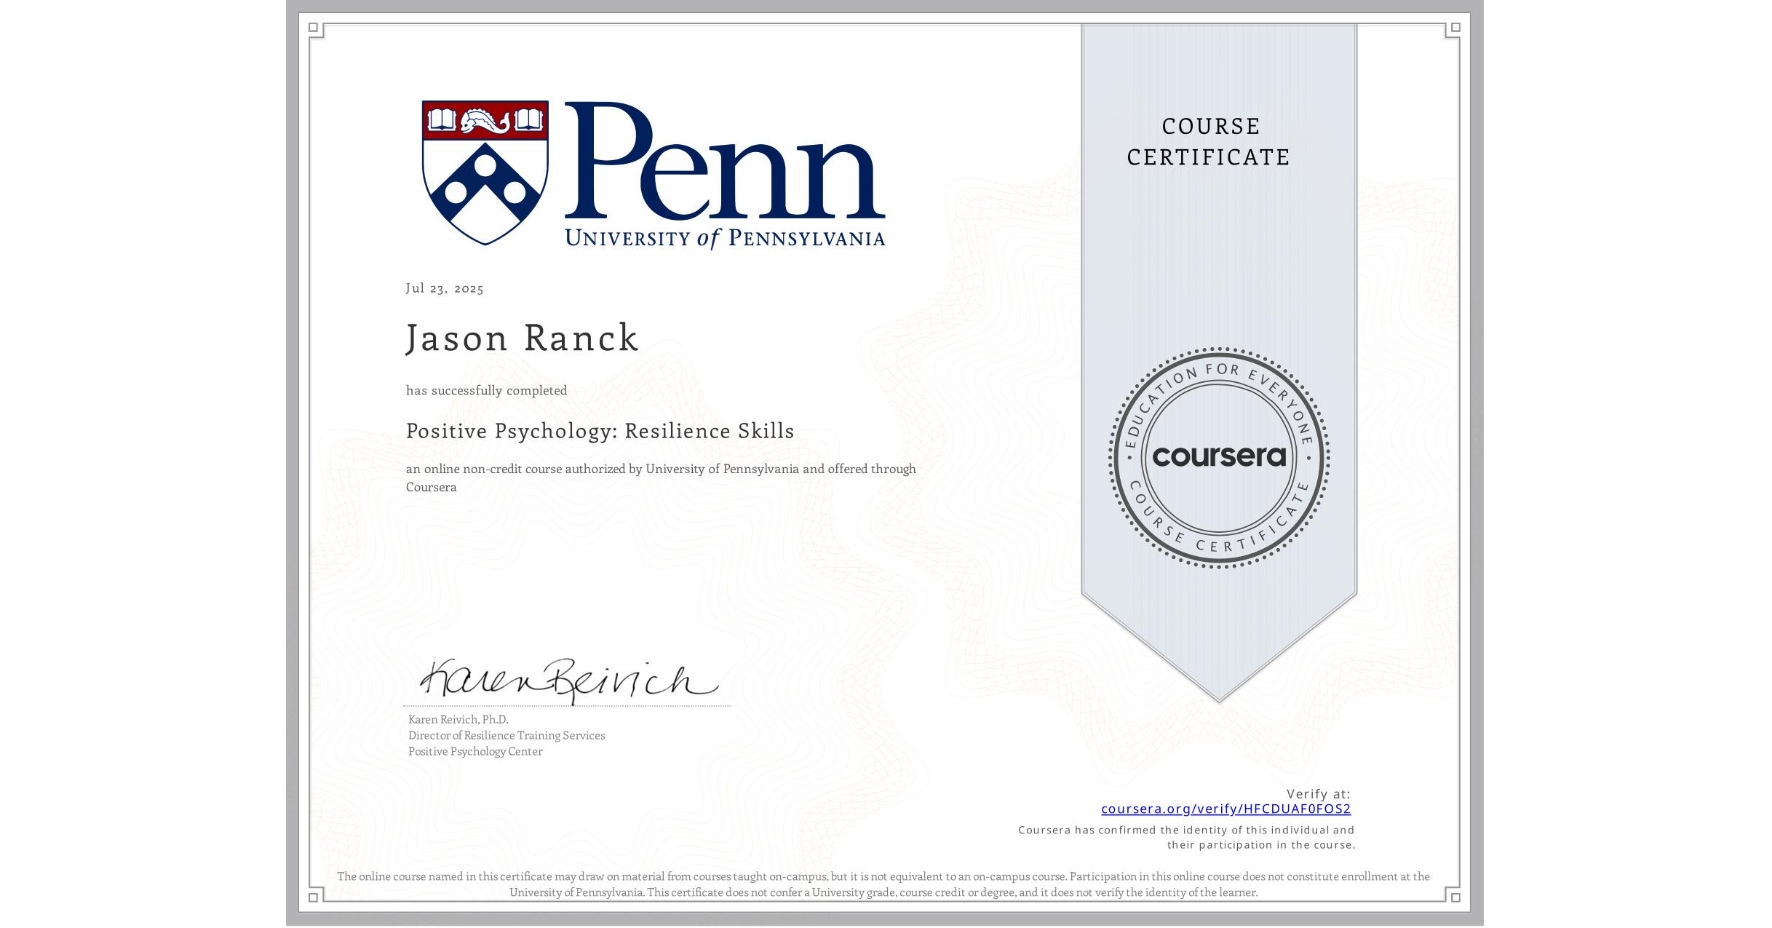 Penn
UNIVERSITY of PENNSYLVANIA
COURSE
CERTIFICATE
Jul 23, 2025
Jason Ranck
has successfully completed
Positive Psychology: Resilience Skills
an online non-credit course authorized by University of Pennsylvania and offered through
Coursera
EDUCATION FOR EVERYONE
coursera
COURSE CERTIFICATE
Karen Reivich
Karen Reivich, Ph.D.
Director of Resilience Training Services
Positive Psychology Center
Verify at:
coursera.org/verify/HFCDUAF0FOS2
Coursera has confirmed the identity of this individual and
their participation in the course.
The online course named in this certificate may draw on material from courses taught on-campus, but it is not equivalent to an on-campus course. Participation in this online course does not constitute enrollment at the
University of Pennsylvania. This certificate does not confer a University grade, course credit or degree, and it does not verify the identity of the learner.